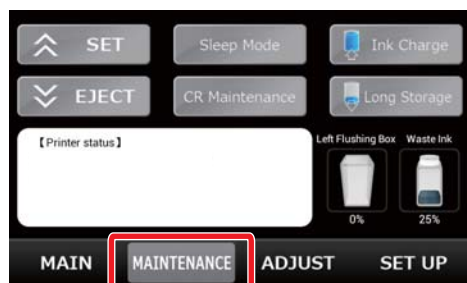 SET Sleep Mode Ink Charge
EJECT CR Maintenance Long Storage
【Printer status】
Left Flushing Box Waste Ink
0% 25%
MAIN MAINTENANCE ADJUST SET UP